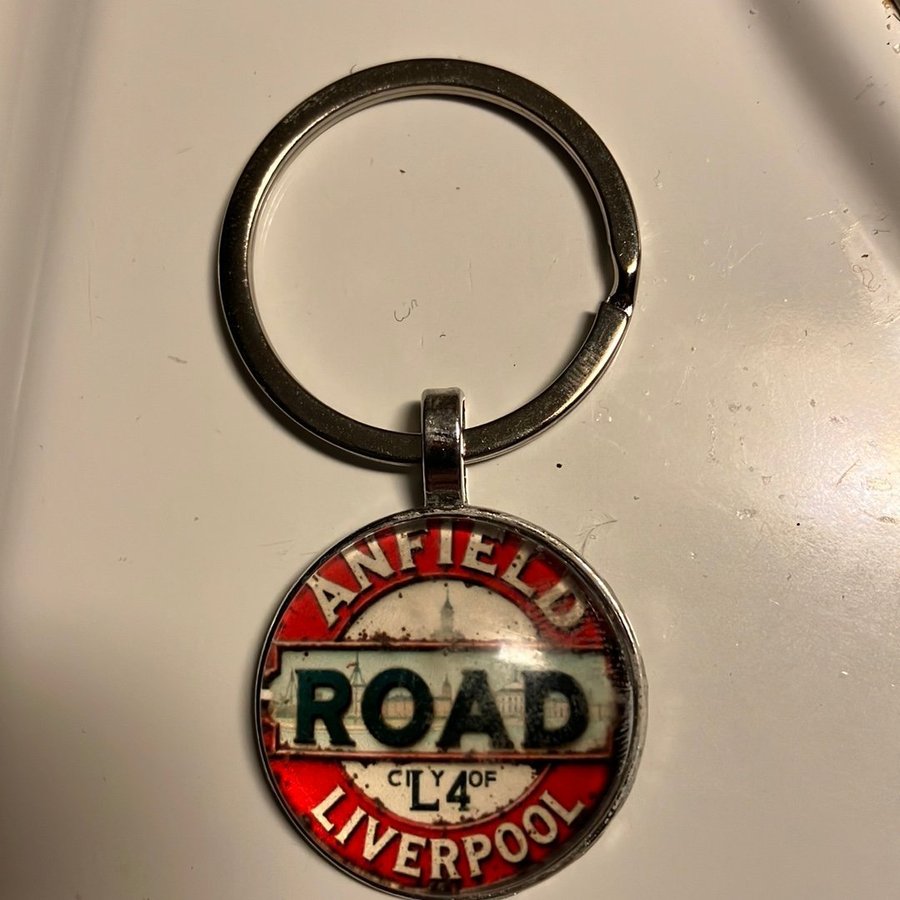 ANFIELD
ROAD
CITY OF
L4
LIVERPOOL